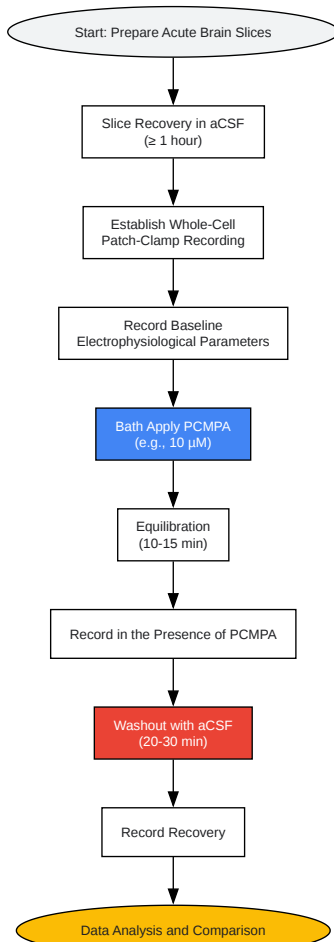 Start: Prepare Acute Brain Slices
Slice Recovery in aCSF
(≥ 1 hour)
Establish Whole-Cell
Patch-Clamp Recording
Record Baseline
Electrophysiological Parameters
Bath Apply PCMPA
(e.g., 10 µM)
Equilibration
(10-15 min)
Record in the Presence of PCMPA
Washout with aCSF
(20-30 min)
Record Recovery
Data Analysis and Comparison